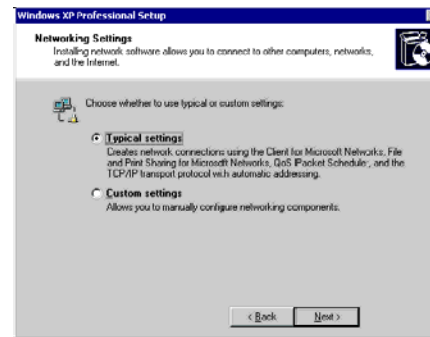 Windows XP Professional Setup
Networking Settings
Installing network software allows you to connect to other computers, networks,
and the Internet.
Choose whether to use typical or custom settings:
Typical settings
Creates network connections using the Client for Microsoft Networks, File
and Print Sharing for Microsoft Networks, QoS Packet Scheduler, and the
TCP/IP transport protocol with automatic addressing.
Custom settings
Allows you to manually configure networking components.
< Back Next >